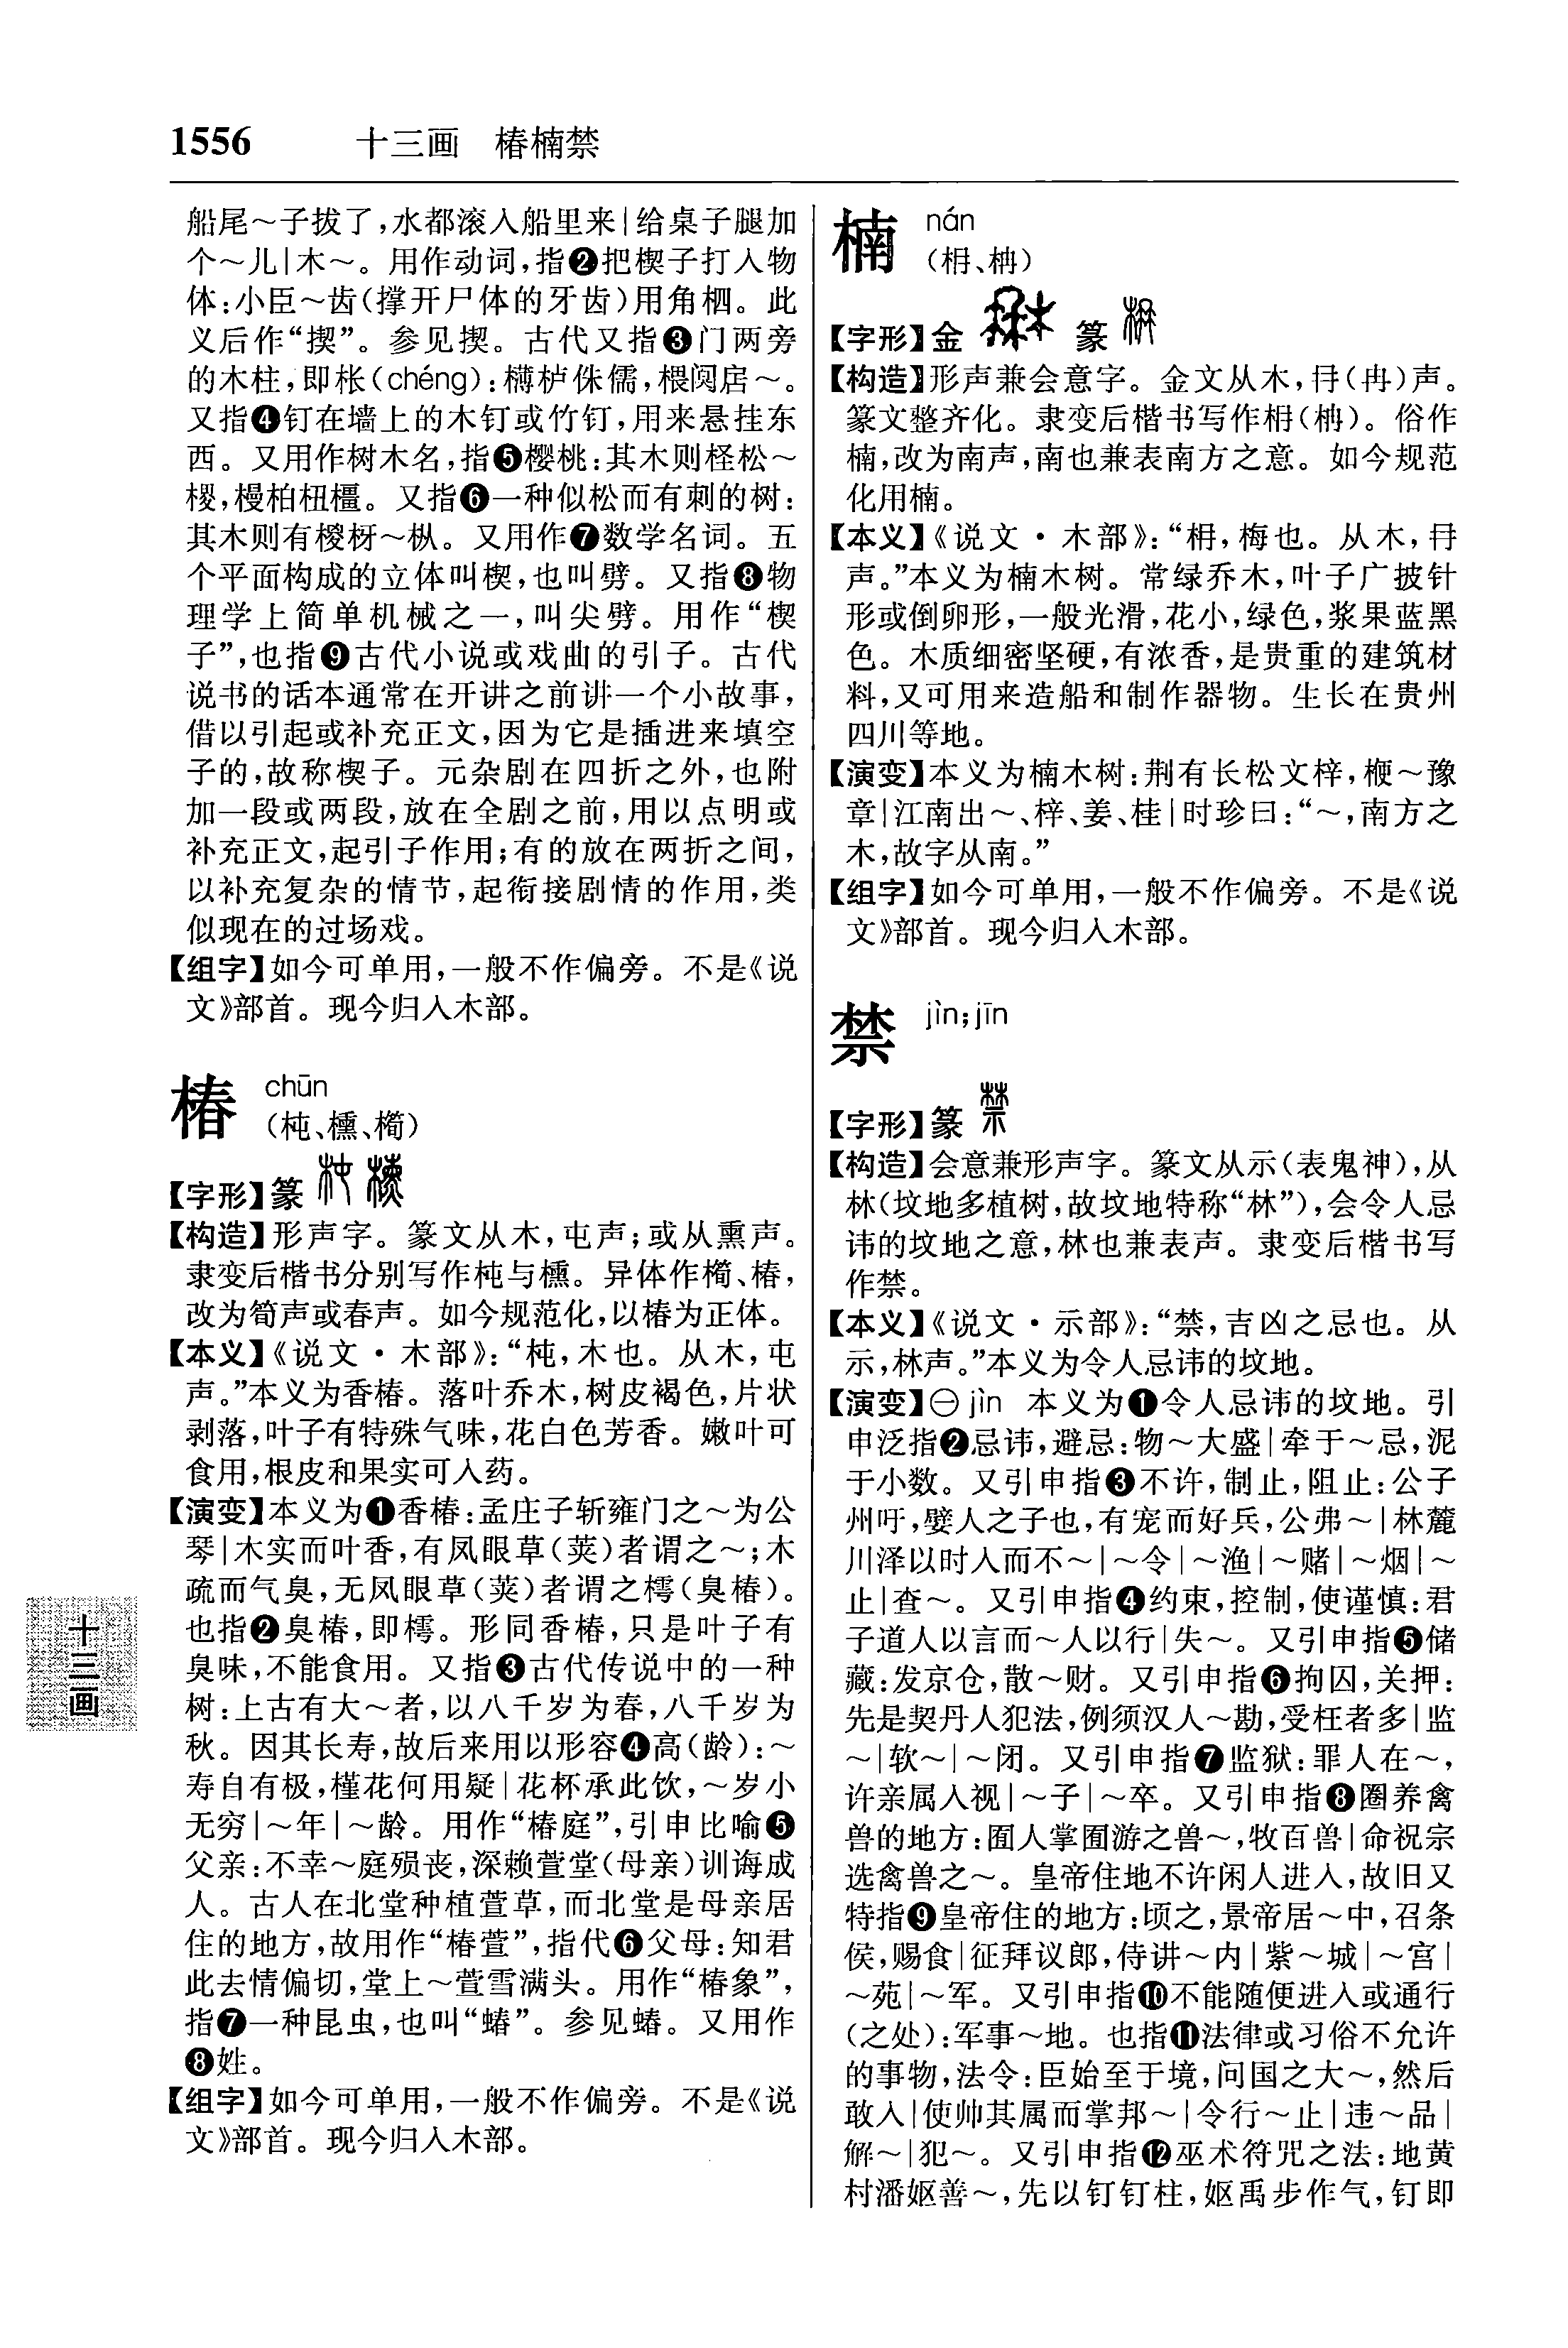 1556 十三画 椿楠禁
船尾～子拔了,水都滚入船里来|给桌子腿加
个～儿|木～。用作动词,指❷把楔子打入物
体:小臣～齿(撑开尸体的牙齿)用角柶。此
义后作“揳”。参见揳。古代又指❸门两旁
的木柱,即枨(chéng):欂栌侏儒,椳闑扂～。
又指❹钉在墙上的木钉或竹钉,用来悬挂东
西。又用作树木名,指❺樱桃:其木则柽松～
㮨,槾柏杻橿。又指❻一种似松而有刺的树:
其木则有㮨枒～枞。又用作❼数学名词。五
个平面构成的立体叫楔,也叫劈。又指❽物
理学上简单机械之一,叫尖劈。用作“楔
子”,也指❾古代小说或戏曲的引子。古代
说书的话本通常在开讲之前讲一个小故事,
借以引起或补充正文,因为它是插进来填空
子的,故称楔子。元杂剧在四折之外,也附
加一段或两段,放在全剧之前,用以点明或
补充正文,起引子作用;有的放在两折之间,
以补充复杂的情节,起衔接剧情的作用,类
似现在的过场戏。
【组字】如今可单用,一般不作偏旁。不是《说
文》部首。现今归入木部。
椿 chūn
(杶、櫄、橁)
【字形】篆
【构造】形声字。篆文从木,屯声;或从熏声。
隶变后楷书分别写作杶与櫄。异体作橁、椿,
改为筍声或春声。如今规范化,以椿为正体。
【本义】《说文·木部》:“杶,木也。从木,屯
声。”本义为香椿。落叶乔木,树皮褐色,片状
剥落,叶子有特殊气味,花白色芳香。嫩叶可
食用,根皮和果实可入药。
【演变】本义为❶香椿:孟庄子斩雍门之～为公
琴|木实而叶香,有凤眼草(荚)者谓之～;木
疏而气臭,无凤眼草(荚)者谓之樗(臭椿)。
也指❷臭椿,即樗。形同香椿,只是叶子有
臭味,不能食用。又指❸古代传说中的一种
树:上古有大～者,以八千岁为春,八千岁为
秋。因其长寿,故后来用以形容❹高(龄):～
寿自有极,槿花何用疑|花杯承此饮,～岁小
无穷|～年|～龄。用作“椿庭”,引申比喻❺
父亲:不幸～庭殒丧,深赖萱堂(母亲)训诲成
人。古人在北堂种植萱草,而北堂是母亲居
住的地方,故用作“椿萱”,指代❻父母:知君
此去情偏切,堂上～萱雪满头。用作“椿象”,
指❼一种昆虫,也叫“蝽”。参见蝽。又用作
❽姓。
【组字】如今可单用,一般不作偏旁。不是《说
文》部首。现今归入木部。
十三画
楠 nán
(枏、柟)
【字形】金 篆
【构造】形声兼会意字。金文从木,冄(冉)声。
篆文整齐化。隶变后楷书写作枏(柟)。俗作
楠,改为南声,南也兼表南方之意。如今规范
化用楠。
【本义】《说文·木部》:“枏,梅也。从木,冄
声。”本义为楠木树。常绿乔木,叶子广披针
形或倒卵形,一般光滑,花小,绿色,浆果蓝黑
色。木质细密坚硬,有浓香,是贵重的建筑材
料,又可用来造船和制作器物。生长在贵州
四川等地。
【演变】本义为楠木树:荆有长松文梓,楩～豫
章|江南出～、梓、姜、桂|时珍曰:“～,南方之
木,故字从南。”
【组字】如今可单用,一般不作偏旁。不是《说
文》部首。现今归入木部。
禁 jìn;jīn
【字形】篆
【构造】会意兼形声字。篆文从示(表鬼神),从
林(坟地多植树,故坟地特称“林”),会令人忌
讳的坟地之意,林也兼表声。隶变后楷书写
作禁。
【本义】《说文·示部》:“禁,吉凶之忌也。从
示,林声。”本义为令人忌讳的坟地。
【演变】㊀jìn 本义为❶令人忌讳的坟地。引
申泛指❷忌讳,避忌:物～大盛|牵于～忌,泥
于小数。又引申指❸不许,制止,阻止:公子
州吁,嬖人之子也,有宠而好兵,公弗～|林麓
川泽以时入而不～|～令|～渔|～赌|～烟|～
止|查～。又引申指❹约束,控制,使谨慎:君
子道人以言而～人以行|失～。又引申指❺储
藏:发京仓,散～财。又引申指❻拘囚,关押:
先是契丹人犯法,例须汉人～勘,受枉者多|监
～|软～|～闭。又引申指❼监狱:罪人在～,
许亲属入视|～子|～卒。又引申指❽圈养禽
兽的地方:囿人掌囿游之兽～,牧百兽|命祝宗
选禽兽之～。皇帝住地不许闲人进入,故旧又
特指❾皇帝住的地方:顷之,景帝居～中,召条
侯,赐食|征拜议郎,侍讲～内|紫～城|～宫|
～苑|～军。又引申指❿不能随便进入或通行
(之处):军事～地。也指⓫法律或习俗不允许
的事物,法令:臣始至于境,问国之大～,然后
敢入|使帅其属而掌邦～|令行～止|违～品|
解～|犯～。又引申指⓬巫术符咒之法:地黄
村潘妪善～,先以钉钉柱,妪禹步作气,钉即